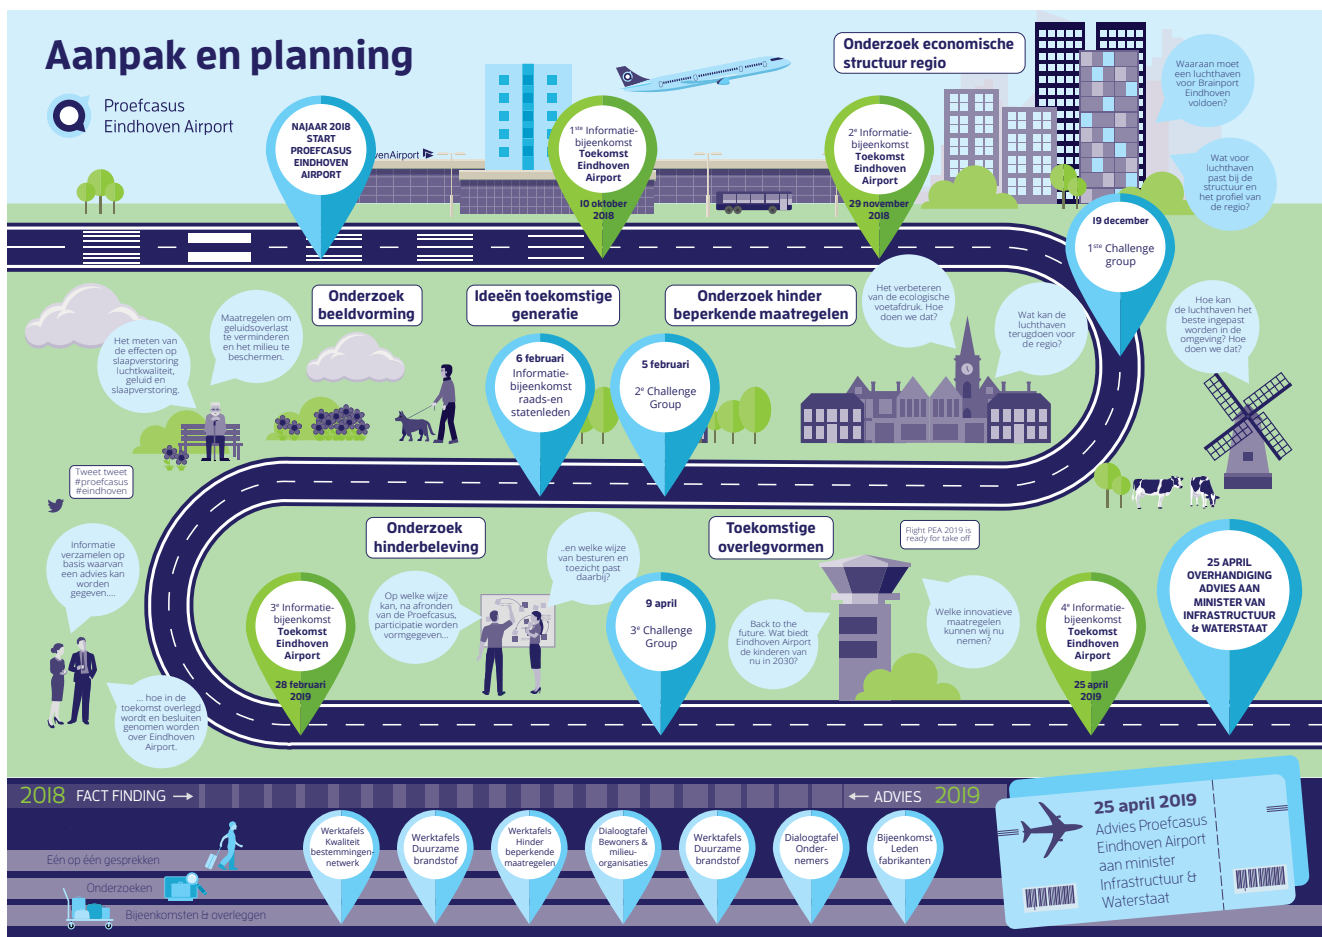 Aanpak en planning
Proefcasus
Eindhoven Airport
NAJAAR 2018
START
PROEFCASUS
EINDHOVEN
AIRPORT
1ste Informatie-
bijeenkomst
Toekomst
Eindhoven
Airport
10 oktober
2018
2e Informatie-
bijeenkomst
Toekomst
Eindhoven
Airport
29 november
2018
Onderzoek economische
structuur regio
Waaraan moet
een luchthaven
voor Brainport
Eindhoven
voldoen?
Wat voor
luchthaven
past bij de
structuur en
het profiel van
de regio?
19 december
1ste Challenge
group
Maatregelen om
geluidsoverlast
te verminderen
en het milieu te
beschermen.
Het meten van
de effecten op
slaapverstoring
luchtkwaliteit,
geluid en
slaapverstoring.
Onderzoek
beeldvorming
Ideeën toekomstige
generatie
Onderzoek hinder
beperkende maatregelen
Het verbeteren
van de ecologische
voetafdruk. Hoe
doen we dat?
Wat kan de
luchthaven
terugdoen voor
de regio?
Hoe kan
de luchthaven het
beste ingepast
worden in de
omgeving? Hoe
doen we dat?
6 februari
Informatie-
bijeenkomst
raads-en
statenleden
5 februari
2e Challenge
Group
Tweet tweet
#proefcasus
#eindhoven
Informatie
verzamelen op
basis waarvan
een advies kan
worden
gegeven....
... hoe in de
toekomst overlegd
wordt en besluiten
genomen worden
over Eindhoven
Airport.
Onderzoek
hinderbeleving
Toekomstige
overlegvormen
Flight PEA 2019 is
ready for take off
3e Informatie-
bijeenkomst
Toekomst
Eindhoven
Airport
28 februari
2019
Op welke wijze
kan, na afronden
van de Proefcasus,
participatie worden
vormgegeven...
..en welke wijze
van besturen en
toezicht past
daarbij?
9 april
3e Challenge
Group
Back to the
future. Wat biedt
Eindhoven Airport
de kinderen van
nu in 2030?
Welke innovatieve
maatregelen
kunnen wij nu
nemen?
4e Informatie-
bijeenkomst
Toekomst
Eindhoven
Airport
25 april
2019
25 APRIL
OVERHANDIGING
ADVIES AAN
MINISTER VAN
INFRASTRUCTUUR
& WATERSTAAT
2018 FACT FINDING
ADVIES 2019
Eén op één gesprekken
Onderzoeken
Bijeenkomsten & overleggen
Werktafels
Kwaliteit
bestemmingen-
netwerk
Werktafels
Duurzame
brandstof
Werktafels
Hinder
beperkende
maatregelen
Dialoogtafel
Bewoners &
milieu-
organisaties
Werktafels
Duurzame
brandstof
Dialoogtafel
Onder-
nemers
Bijeenkomst
Leden
fabrikanten
25 april 2019
Advies Proefcasus
Eindhoven Airport
aan minister
Infrastructuur &
Waterstaat